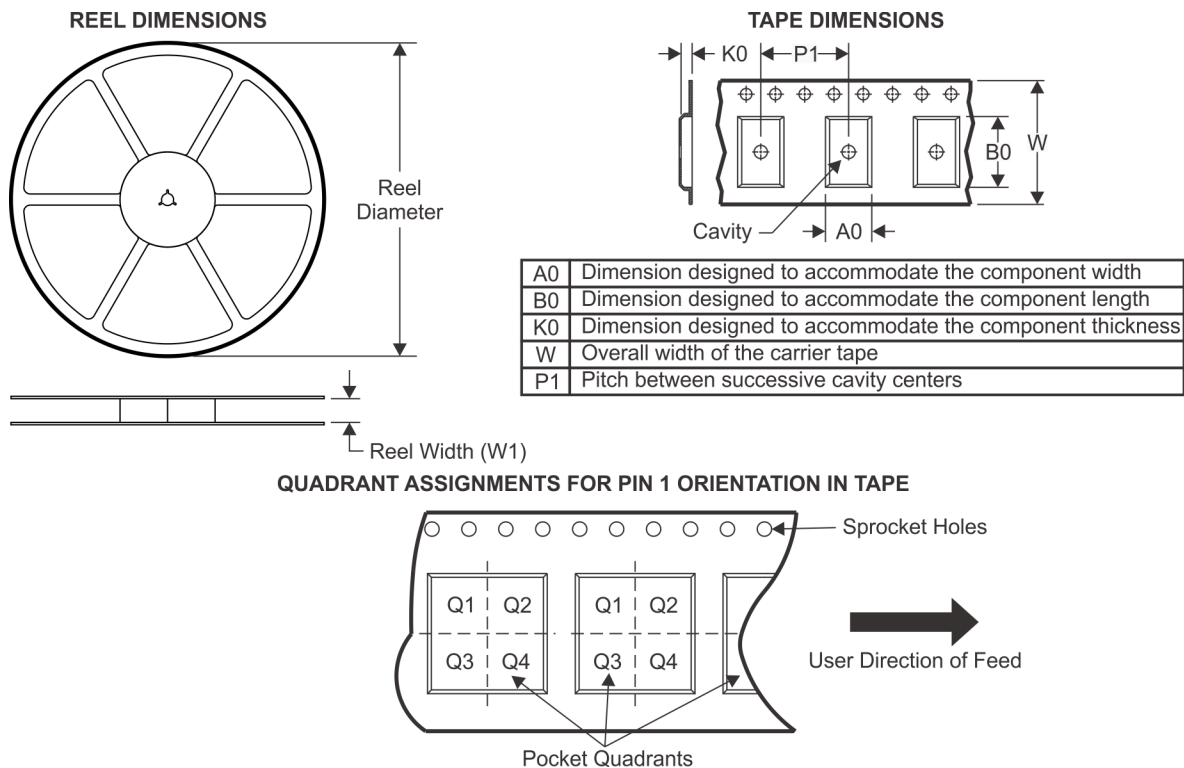 REEL DIMENSIONS
Reel
Diameter
Reel Width (W1)
TAPE DIMENSIONS
K0
P1
B0
W
Cavity
A0
A0 Dimension designed to accommodate the component width
B0 Dimension designed to accommodate the component length
K0 Dimension designed to accommodate the component thickness
W Overall width of the carrier tape
P1 Pitch between successive cavity centers
QUADRANT ASSIGNMENTS FOR PIN 1 ORIENTATION IN TAPE
Sprocket Holes
Q1 Q2 Q1 Q2
Q3 Q4 Q3 Q4
User Direction of Feed
Pocket Quadrants